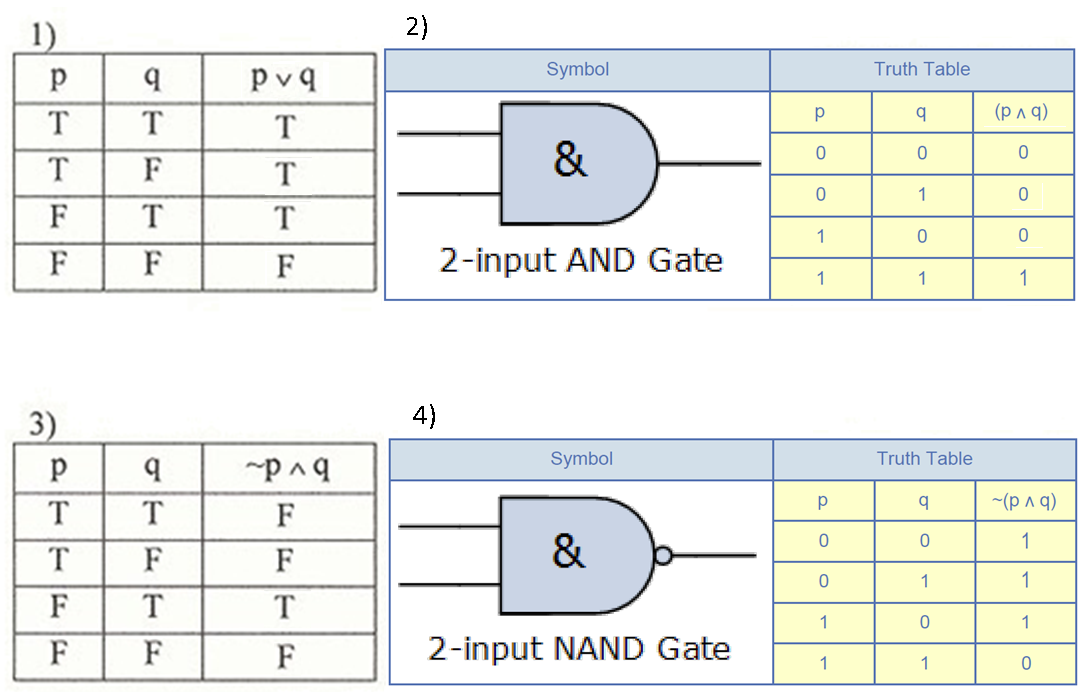 1)
p q p ∨ q
T T T
T F T
F T T
F F F
2)
Symbol Truth Table
p q (p ∧ q)
0 0 0
0 1 0
1 0 0
1 1 1
&
2-input AND Gate
3)
p q ~p ∧ q
T T F
T F F
F T T
F F F
4)
Symbol Truth Table
p q ~(p ∧ q)
0 0 1
0 1 1
1 0 1
1 1 0
&
2-input NAND Gate